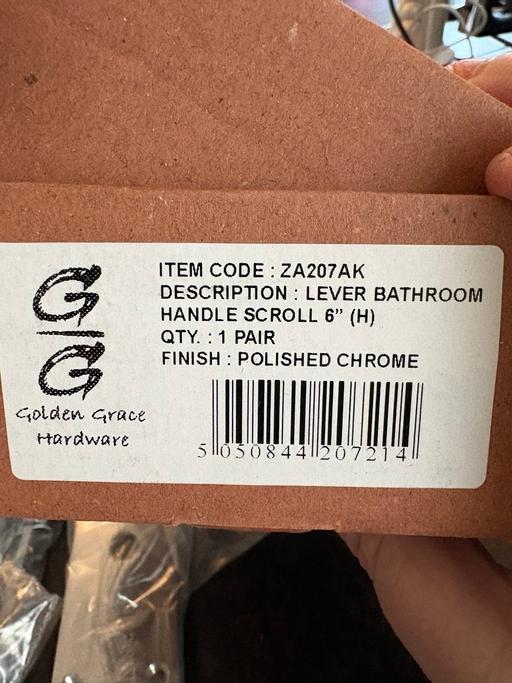 ITEM CODE : ZA207AK
DESCRIPTION : LEVER BATHROOM
HANDLE SCROLL 6” (H)
QTY. : 1 PAIR
FINISH : POLISHED CHROME
G
G
Golden Grace
Hardware
5 050844 207214